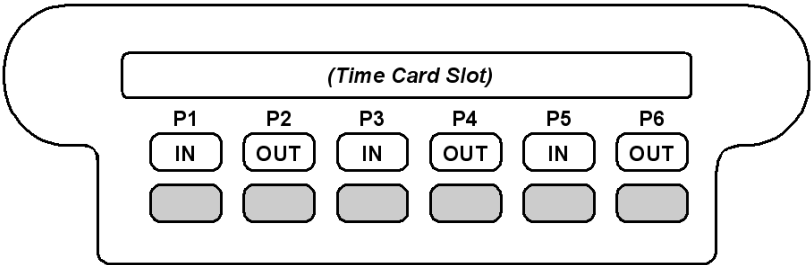 (Time Card Slot)
P1 P2 P3 P4 P5 P6
IN OUT IN OUT IN OUT